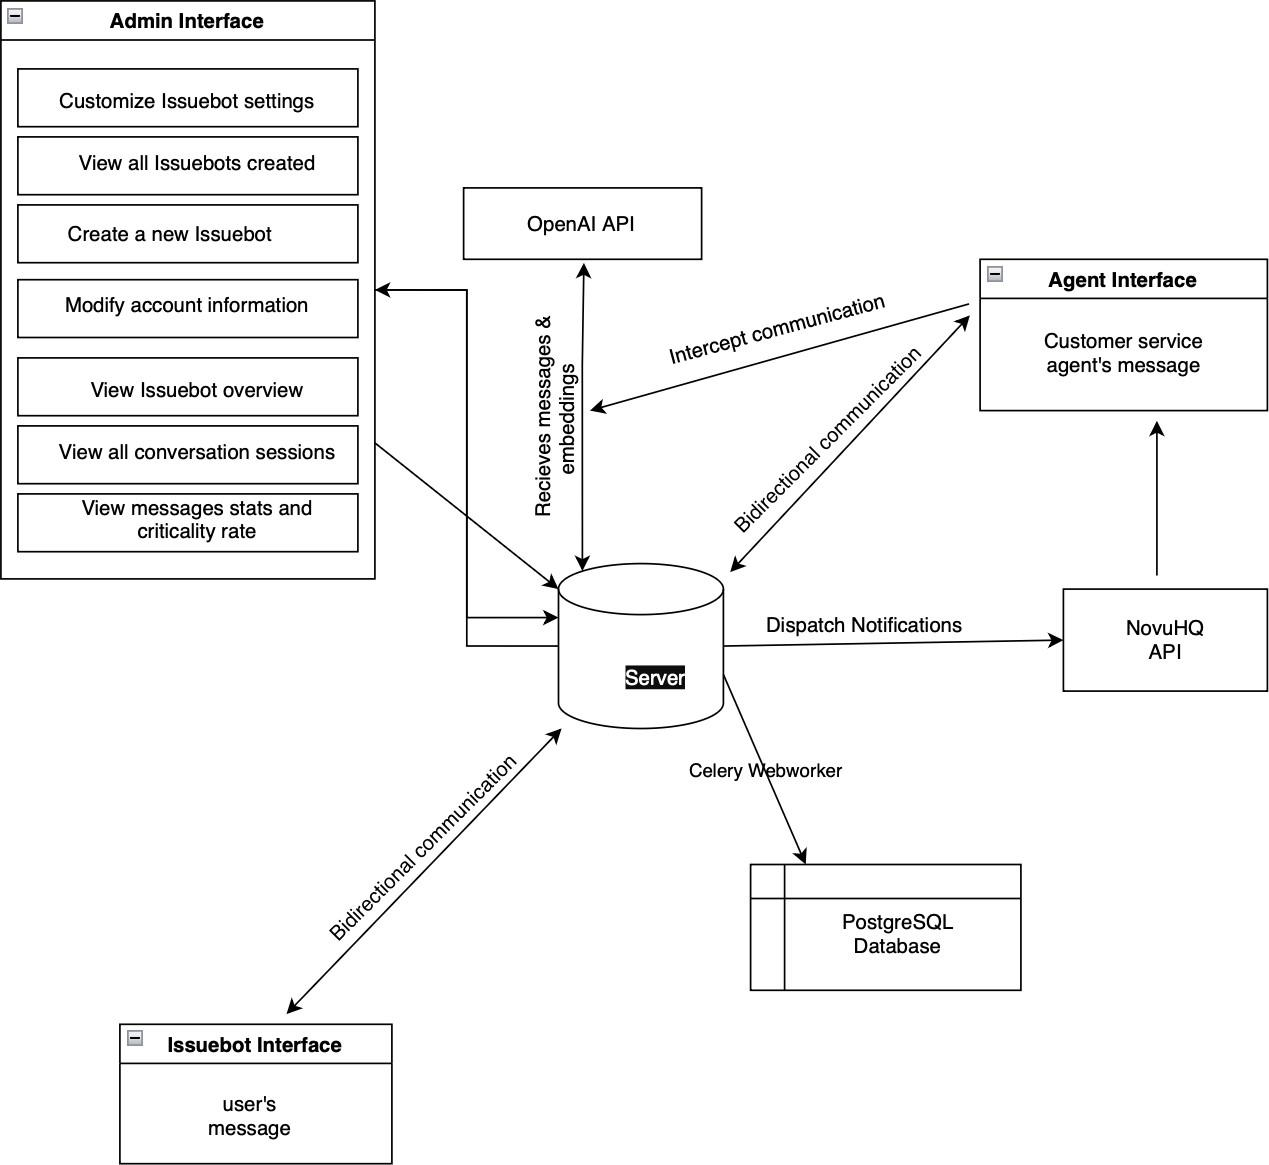 Admin Interface
Customize Issuebot settings
View all Issuebots created
Create a new Issuebot
Modify account information
View Issuebot overview
View all conversation sessions
View messages stats and
criticality rate
OpenAI API
Recieves messages &
embeddings
Intercept communication
Bidirectional communication
Agent Interface
Customer service
agent's message
Server
Dispatch Notifications
NovuHQ
API
Celery Webworker
PostgreSQL
Database
Bidirectional communication
Issuebot Interface
user's
message